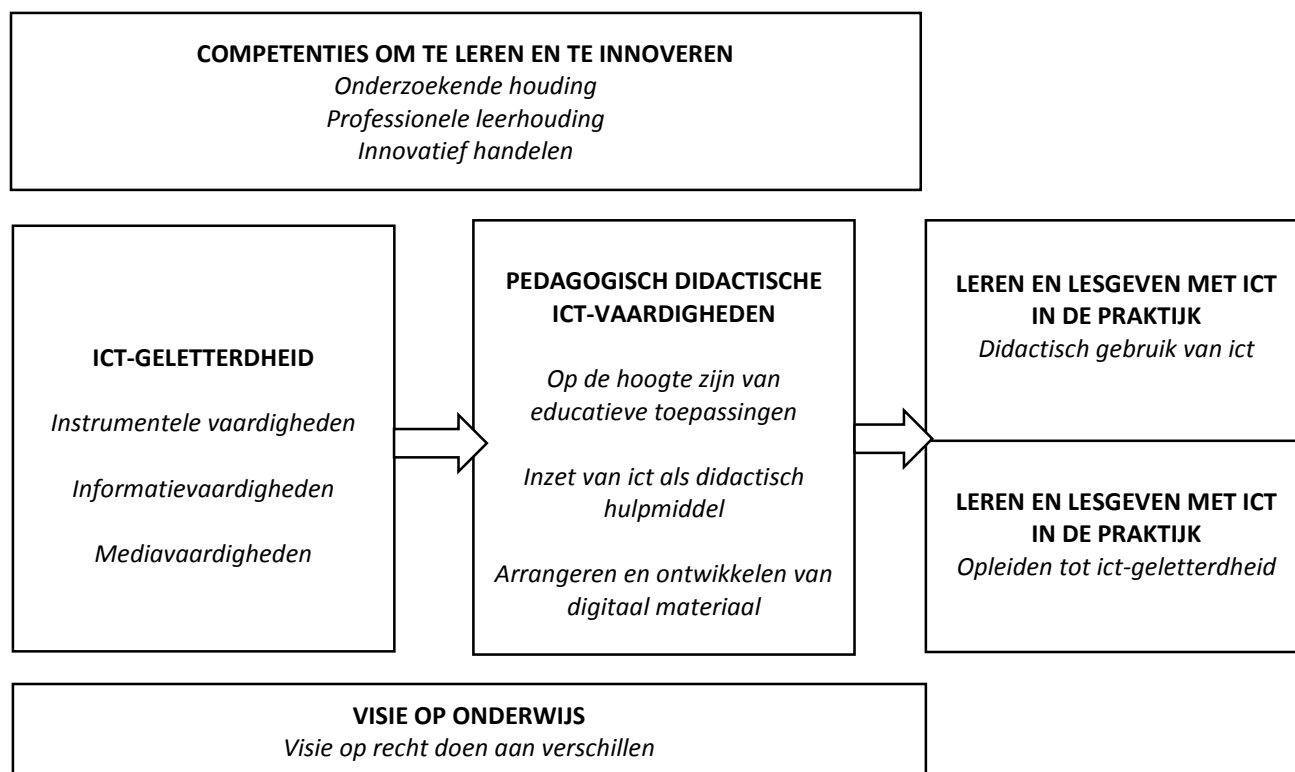 COMPETENTIES OM TE LEREN EN TE INNOVEREN
Onderzoekende houding
Professionele leerhouding
Innovatief handelen
ICT-GELETTERDHEID
Instrumentele vaardigheden
Informatievaardigheden
Mediavaardigheden
PEDAGOGISCH DIDACTISCHE
ICT-VAARDIGHEDEN
Op de hoogte zijn van
educatieve toepassingen
Inzet van ict als didactisch
hulpmiddel
Arrangeren en ontwikkelen van
digitaal materiaal
LEREN EN LESGEVEN MET ICT
IN DE PRAKTIJK
Didactisch gebruik van ict
LEREN EN LESGEVEN MET ICT
IN DE PRAKTIJK
Opleiden tot ict-geletterdheid
VISIE OP ONDERWIJS
Visie op recht doen aan verschillen